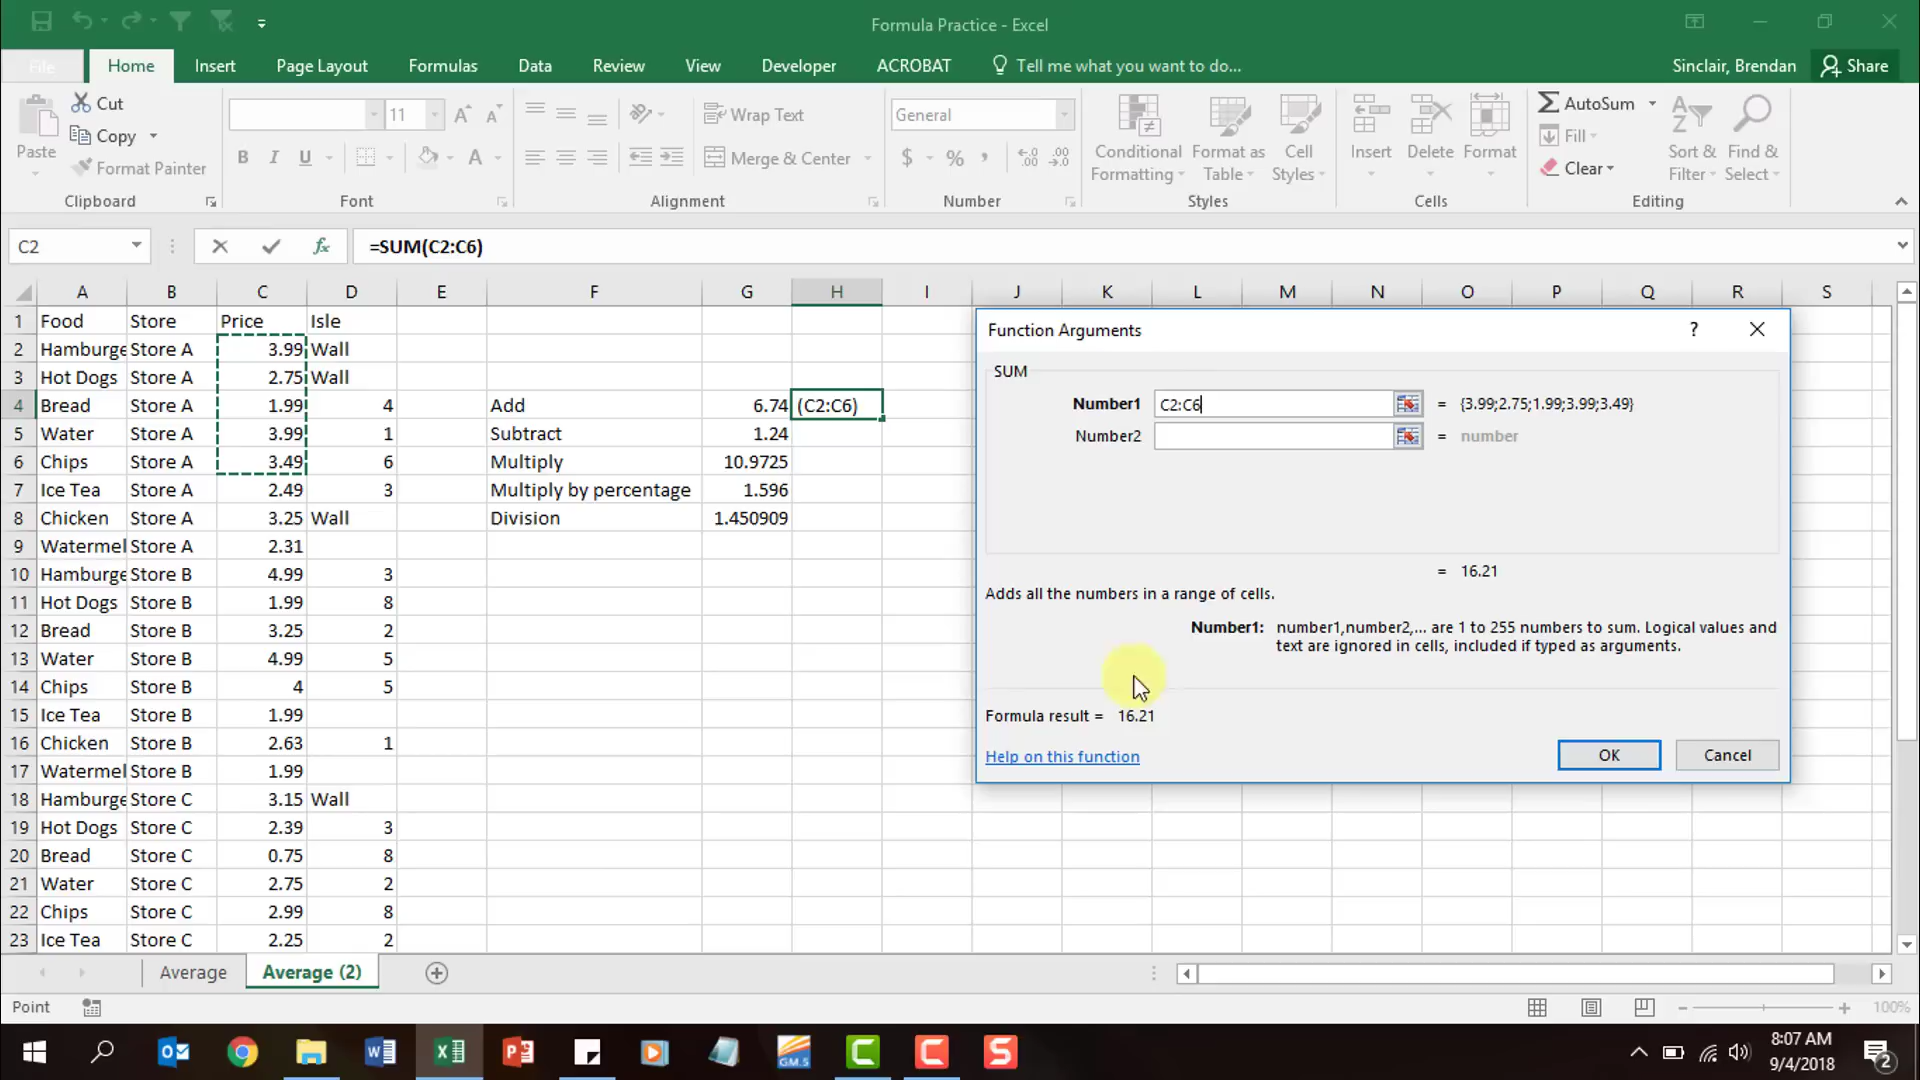 Formula Practice - Excel
File Home Insert Page Layout Formulas Data Review View Developer ACROBAT Tell me what you want to do... Sinclair, Brendan Share
Paste Cut Copy Format Painter
11
B I U A
Wrap Text
Merge & Center
General
$ % ,
Conditional Formatting Format as Table Cell Styles
Insert Delete Format
AutoSum
Fill
Clear
Sort & Filter Find & Select
Clipboard Font Alignment Number Styles Cells Editing
C2 fx =SUM(C2:C6)
A B C D E F G H I J K L M N O P Q R S
1 Food Store Price Isle
2 Hamburge Store A 3.99 Wall
3 Hot Dogs Store A 2.75 Wall
4 Bread Store A 1.99 4 Add 6.74 (C2:C6)
5 Water Store A 3.99 1 Subtract 1.24
6 Chips Store A 3.49 6 Multiply 10.9725
7 Ice Tea Store A 2.49 3 Multiply by percentage 1.596
8 Chicken Store A 3.25 Wall Division 1.450909
9 Watermel Store A 2.31
10 Hamburge Store B 4.99 3
11 Hot Dogs Store B 1.99 8
12 Bread Store B 3.25 2
13 Water Store B 4.99 5
14 Chips Store B 4 5
15 Ice Tea Store B 1.99
16 Chicken Store B 2.63 1
17 Watermel Store B 1.99
18 Hamburge Store C 3.15 Wall
19 Hot Dogs Store C 2.39 3
20 Bread Store C 0.75 8
21 Water Store C 2.75 2
22 Chips Store C 2.99 8
23 Ice Tea Store C 2.25 2
Function Arguments ?
SUM
Number1 C2:C6 = {3.99;2.75;1.99;3.99;3.49}
Number2 = number
= 16.21
Adds all the numbers in a range of cells.
Number1: number1,number2,... are 1 to 255 numbers to sum. Logical values and
text are ignored in cells, included if typed as arguments.
Formula result = 16.21
Help on this function
OK Cancel
Average Average (2)
Point 100%
GM.S
8:07 AM
9/4/2018
2